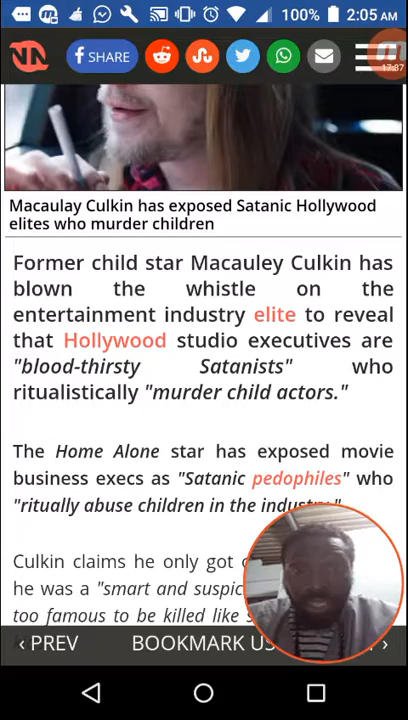 100% 2:05 AM
SHARE
17:37
Macaulay Culkin has exposed Satanic Hollywood
elites who murder children
Former child star Macauley Culkin has
blown the whistle on the
entertainment industry elite to reveal
that Hollywood studio executives are
"blood-thirsty Satanists" who
ritualistically "murder child actors."
The Home Alone star has exposed movie
business execs as "Satanic pedophiles" who
"ritually abuse children in the industry."
Culkin claims he only got
he was a "smart and
too famous to be killed like
‹ PREV BOOKMARK US ›